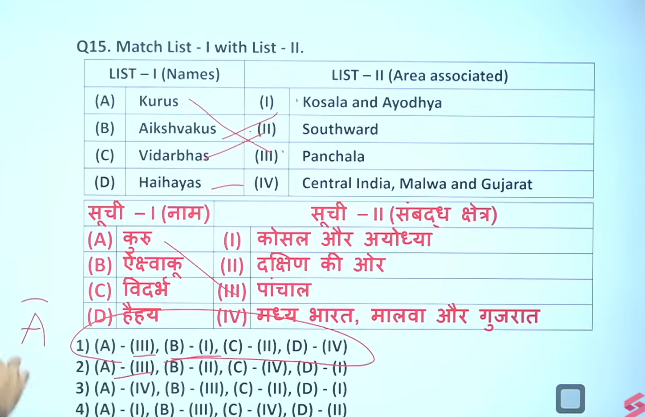 Q15. Match List - I with List - II.
LIST – I (Names) LIST – II (Area associated)
(A) Kurus (I) Kosala and Ayodhya
(B) Aikshvakus (II) Southward
(C) Vidarbhas (III) Panchala
(D) Haihayas (IV) Central India, Malwa and Gujarat
सूची – I (नाम) सूची – II (संबद्ध क्षेत्र)
(A) कुरु (I) कोसल और अयोध्या
(B) ऐक्ष्वाकू (II) दक्षिण की ओर
(C) विदर्भ (III) पांचाल
(D) हैहय (IV) मध्य भारत, मालवा और गुजरात
A
1) (A) - (III), (B) - (I), (C) - (II), (D) - (IV)
2) (A) - (III), (B) - (II), (C) - (IV), (D) - (I)
3) (A) - (IV), (B) - (III), (C) - (II), (D) - (I)
4) (A) - (I), (B) - (III), (C) - (IV), (D) - (II)